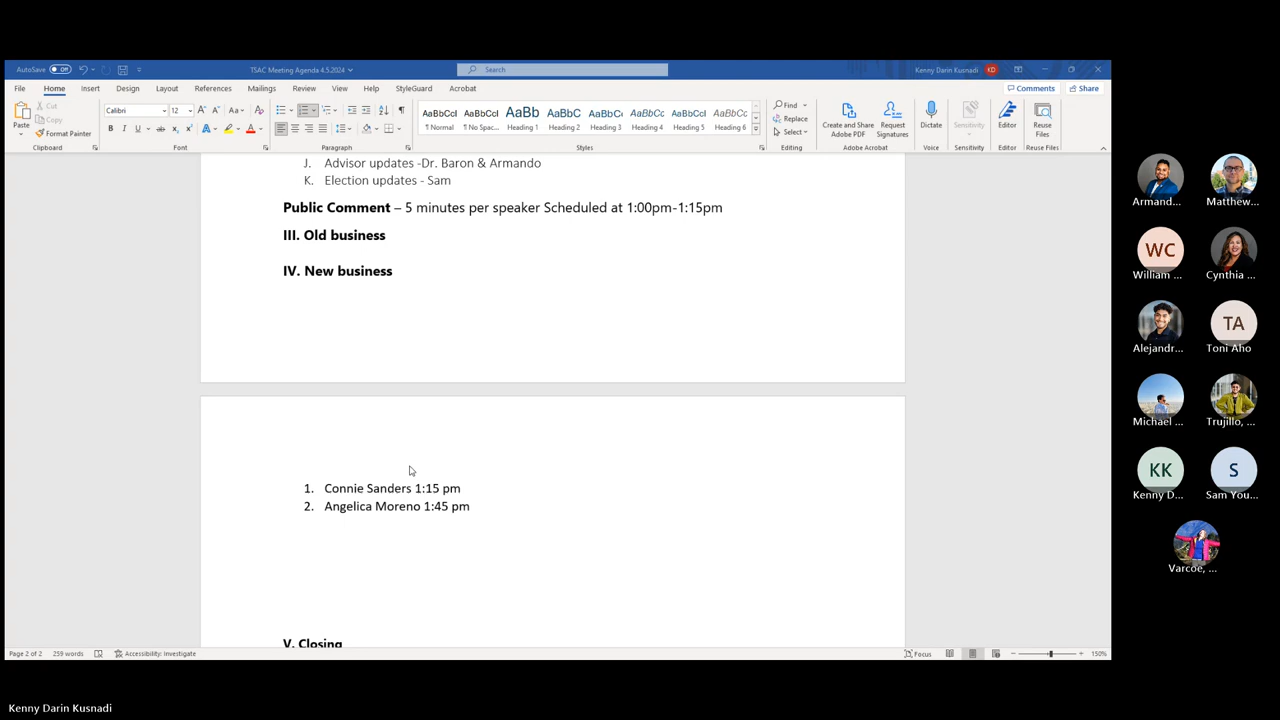 AutoSave Off
TSAC Meeting Agenda 4.5.2024
Search
Kenny Darin Kusnadi KD
File Home Insert Draw Design Layout References Mailings Review View Help StyleGuide Acrobat
Comments Share
Paste
Cut
Copy
Format Painter
Clipboard
Calibri 12
Font
Paragraph
AaBbCcI AaBbCcI AaBb AaBbC AaBbCc AaBbCcI AaBbCcI AaBbCc
Normal No Spac... Heading 1 Heading 2 Heading 3 Heading 4 Heading 5 Heading 6
Styles
Find
Replace
Select
Editing
Create and Share Adobe PDF
Request Signatures
Adobe Acrobat
Dictate
Voice
Sensitivity
Sensitivity
Editor
Editor
Reuse Files
Reuse Files
J. Advisor updates -Dr. Baron & Armando
K. Election updates - Sam
Public Comment – 5 minutes per speaker Scheduled at 1:00pm-1:15pm
III. Old business
IV. New business
1. Connie Sanders 1:15 pm
2. Angelica Moreno 1:45 pm
V. Closing
Page 2 of 2 259 words Accessibility: Investigate
Focus 150%
Armand... Matthew...
WC
William ... Cynthia ...
TA
Alejandr... Toni Aho
Michael ... Trujillo, ...
KK S
Kenny D... Sam You...
Varcoe, ...
Kenny Darin Kusnadi